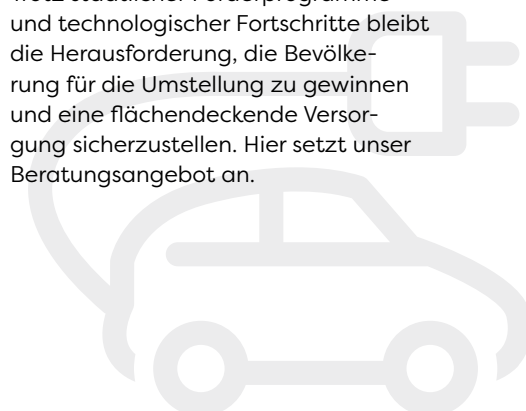 und technologischer Fortschritte bleibt
die Herausforderung, die Bevölke-
rung für die Umstellung zu gewinnen
und eine flächendeckende Versor-
gung sicherzustellen. Hier setzt unser
Beratungsangebot an.